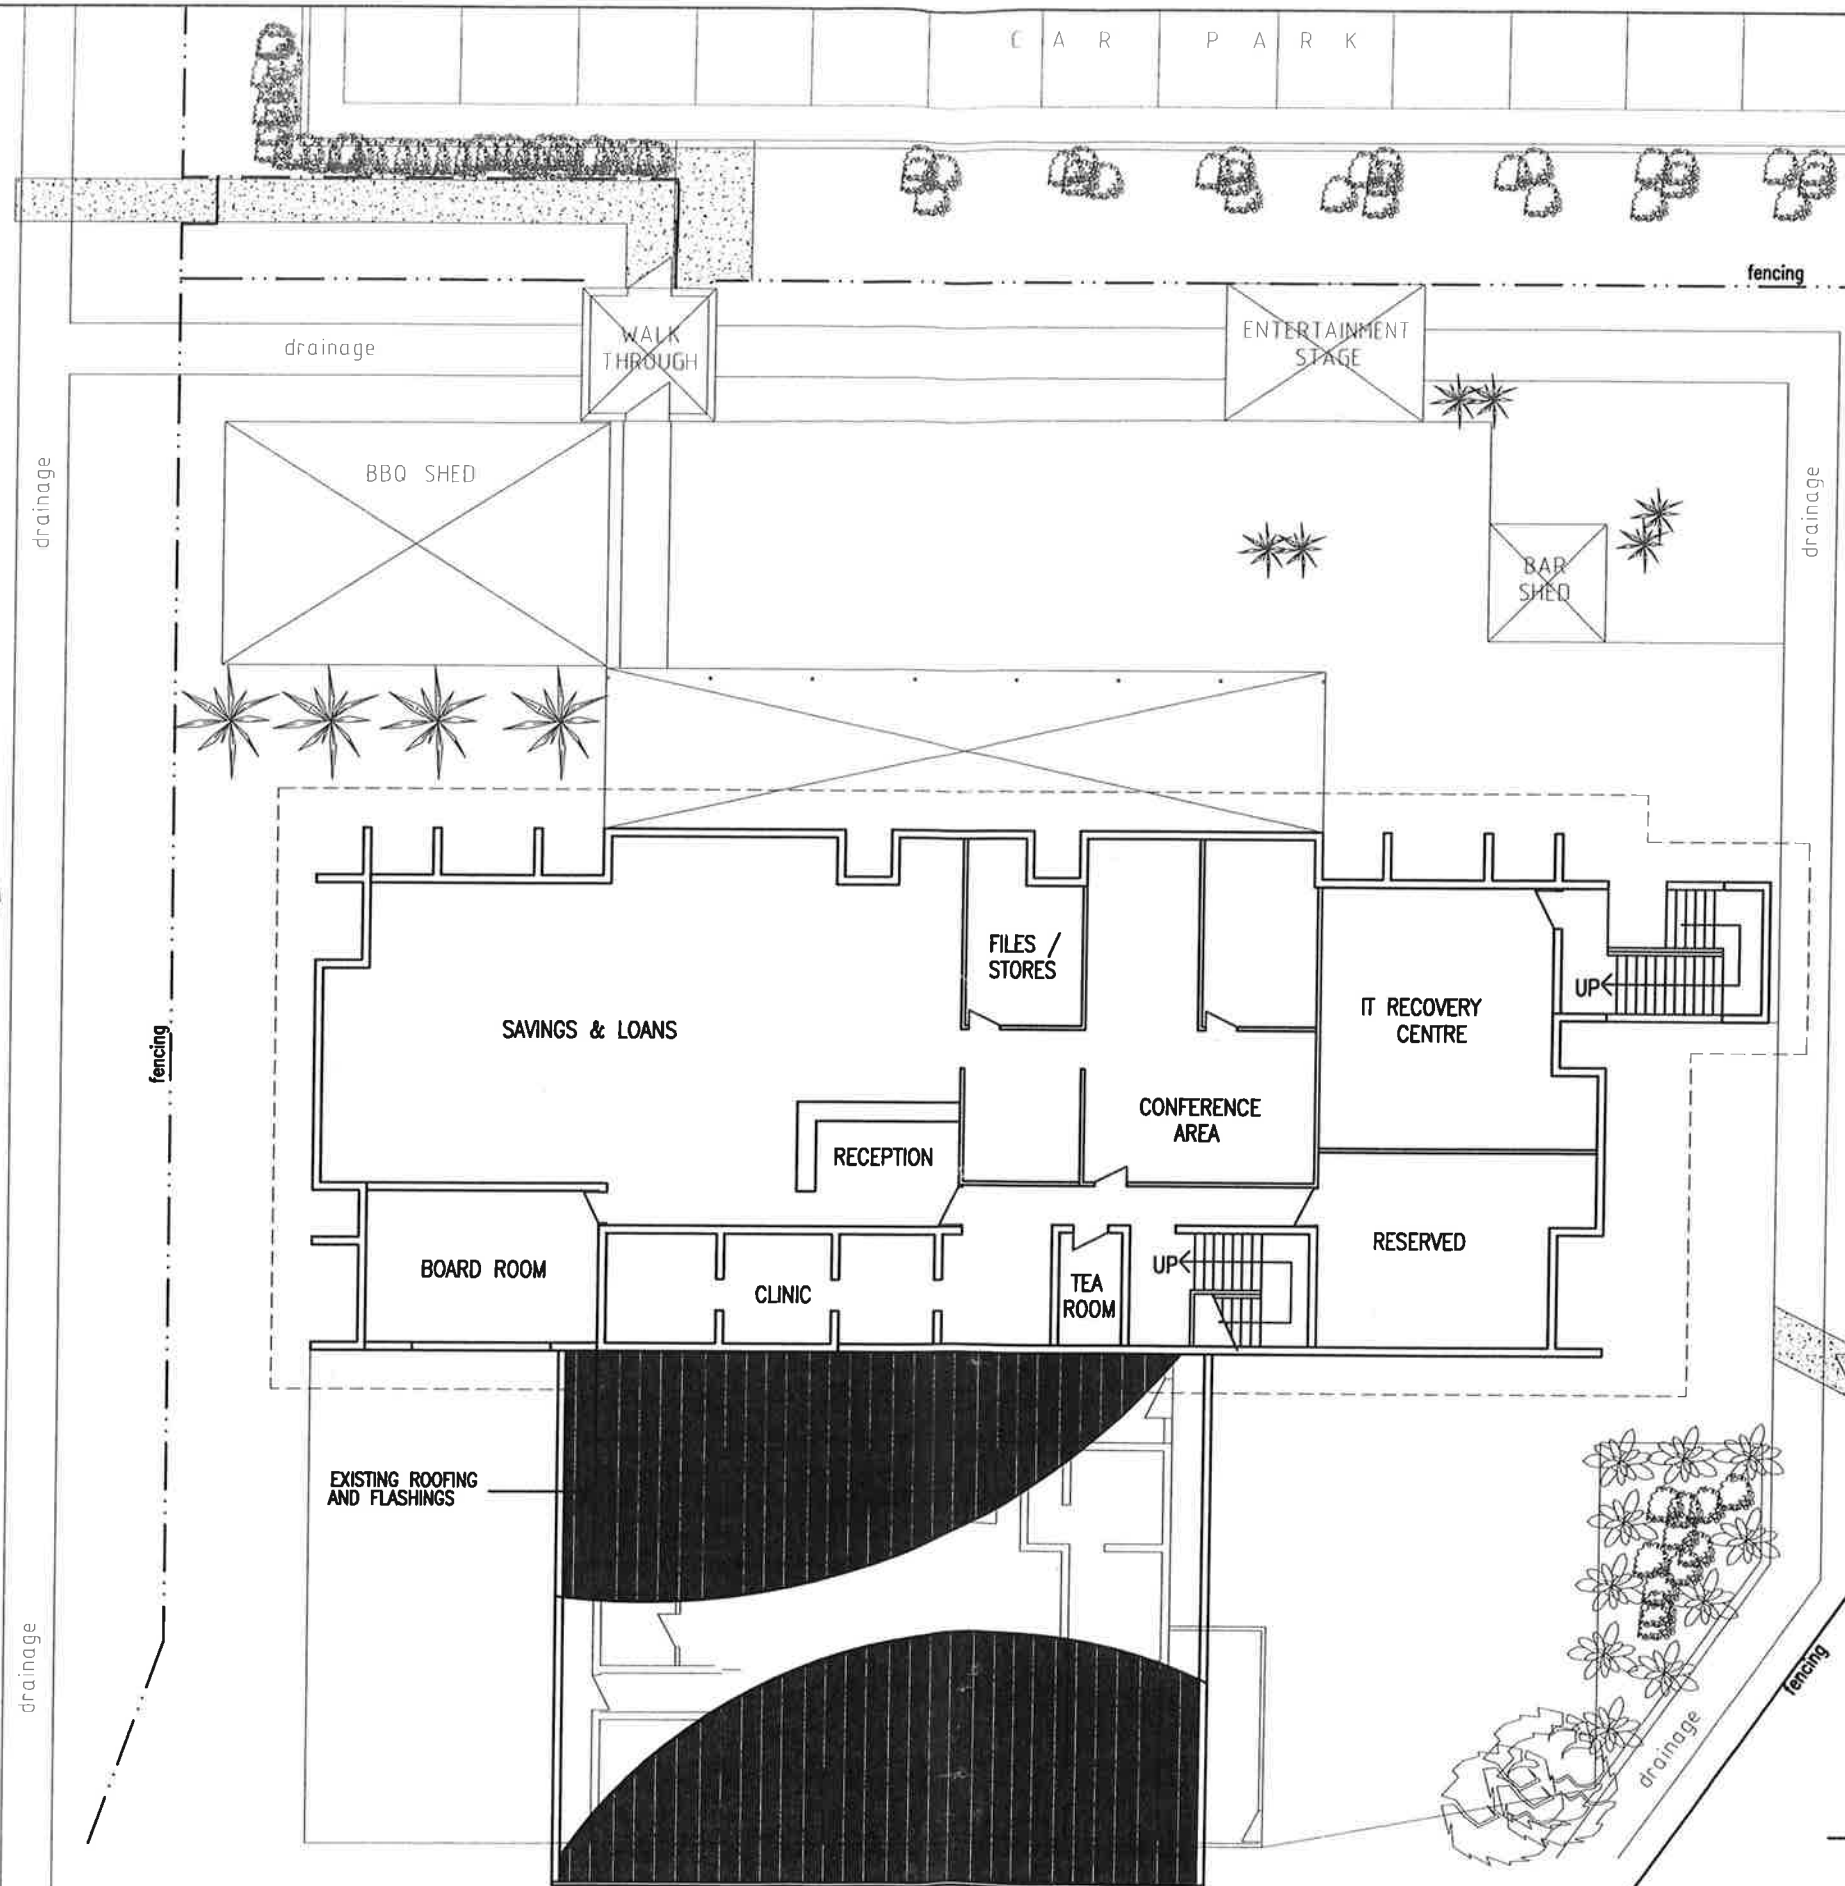 CAR PARK
fencing
WALK
THROUGH
ENTERTAINMENT
STAGE
drainage
BBQ SHED
drainage
drainage
BAR
SHED
FILES /
STORES
UP
SAVINGS & LOANS
IT RECOVERY
CENTRE
fencing
CONFERENCE
AREA
RECEPTION
RESERVED
BOARD ROOM
UP
CLINIC
TEA
ROOM
EXISTING ROOFING
AND FLASHINGS
drainage
fencing
drainage